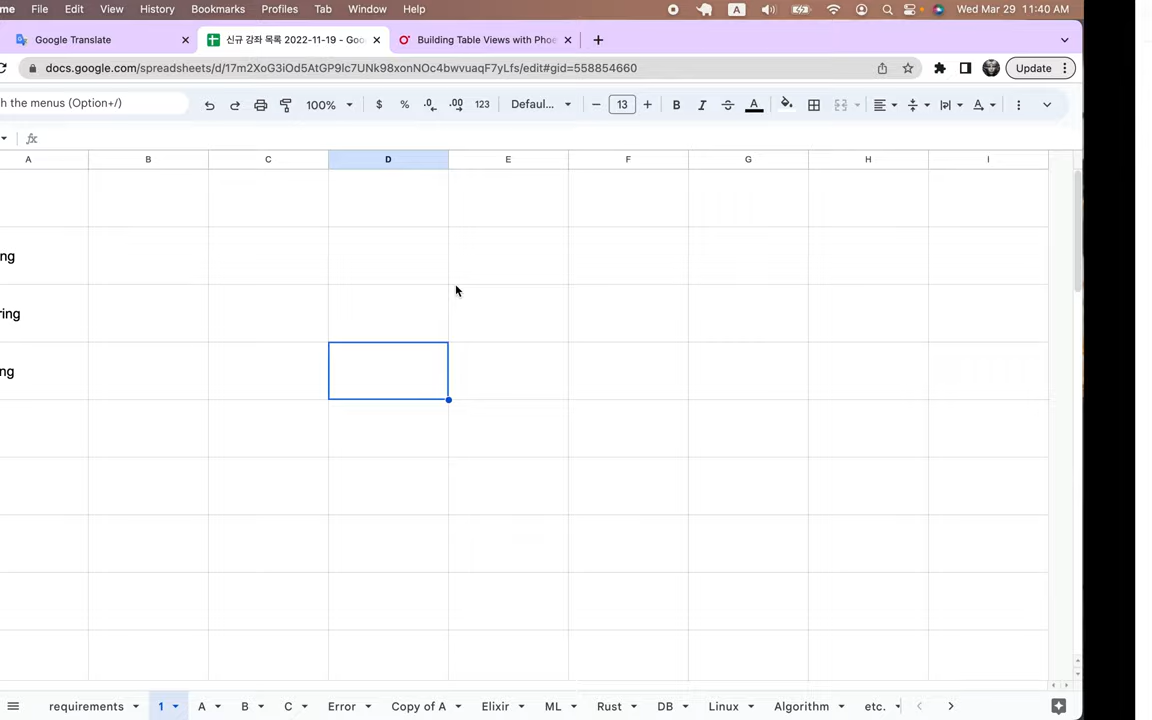 me File Edit View History Bookmarks Profiles Tab Window Help A Wed Mar 29 11:40 AM
Google Translate 신규 강좌 목록 2022-11-19 - Goo Building Table Views with Phoe
docs.google.com/spreadsheets/d/17m2XoG3iOd5AtGP9lc7UNk98xonNOc4bwvuaqF7yLfs/edit#gid=558854660 Update
h the menus (Option+/) 100% $ % .0 .00 123 Defaul... 13 B I S A
fx
A B C D E F G H I
ng
ring
ng
requirements 1 A B C Error Copy of A Elixir ML Rust DB Linux Algorithm etc.